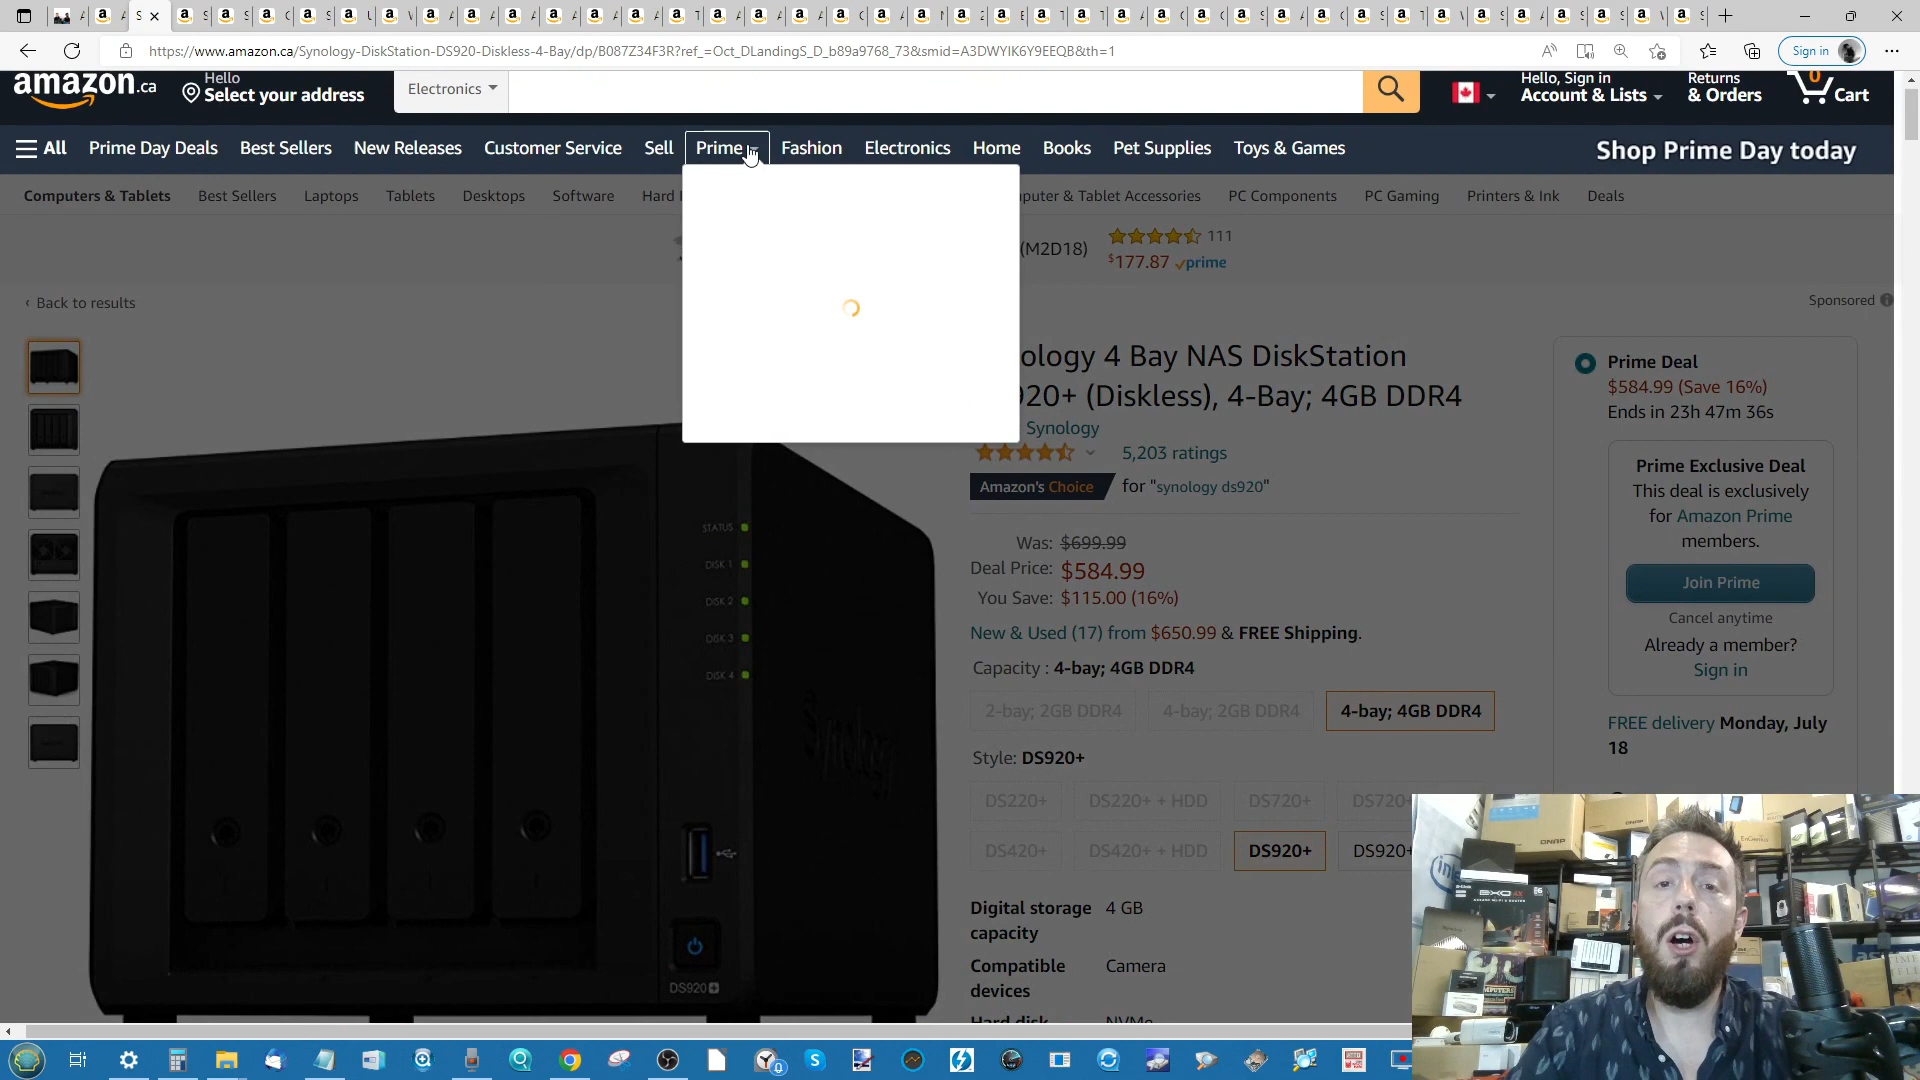 https://www.amazon.ca/Synology-DiskStation-DS920-Diskless-4-Bay/dp/B087Z34F3R?ref_=Oct_DLandingS_D_b89a9768_73&smid=A3DWYIK6Y9EEQB&th=1
Sign in
amazon.ca
Hello
Select your address
Electronics
Hello, Sign in
Account & Lists
Returns
& Orders
0
Cart
All
Prime Day Deals
Best Sellers
New Releases
Customer Service
Sell
Prime
Fashion
Electronics
Home
Books
Pet Supplies
Toys & Games
Shop Prime Day today
Computers & Tablets
Best Sellers
Laptops
Tablets
Desktops
Software
Hard
puter & Tablet Accessories
PC Components
PC Gaming
Printers & Ink
Deals
(M2D18)
111
$177.87 prime
‹ Back to results
Sponsored
ology 4 Bay NAS DiskStation
920+ (Diskless), 4-Bay; 4GB DDR4
Synology
5,203 ratings
Amazon's Choice for "synology ds920"
Was: $699.99
Deal Price: $584.99
You Save: $115.00 (16%)
New & Used (17) from $650.99 & FREE Shipping.
Capacity : 4-bay; 4GB DDR4
2-bay; 2GB DDR4
4-bay; 2GB DDR4
4-bay; 4GB DDR4
Style: DS920+
DS220+
DS220+ + HDD
DS720+
DS720+
DS420+
DS420+ + HDD
DS920+
DS920+
Digital storage capacity 4 GB
Compatible devices Camera
Hard disk NVMe
Prime Deal
$584.99 (Save 16%)
Ends in 23h 47m 36s
Prime Exclusive Deal
This deal is exclusively
for Amazon Prime
members.
Join Prime
Cancel anytime
Already a member?
Sign in
FREE delivery Monday, July
18
STATUS
DISK 1
DISK 2
DISK 3
DISK 4
Synology
DS920+
QNAP
intel
EXO AX